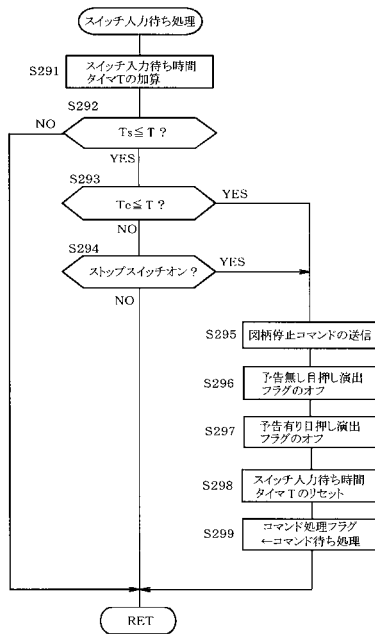 スイッチ入力待ち処理
S291
スイッチ入力待ち時間
タイマTの加算
S292
NO
Ts≦T？
YES
S293
Te≦T？
YES
NO
S294
ストップスイッチオン？
YES
NO
S295
図柄停止コマンドの送信
S296
予告無し目押し演出
フラグのオフ
S297
予告有り目押し演出
フラグのオフ
S298
スイッチ入力待ち時間
タイマTのリセット
S299
コマンド処理フラグ
←コマンド待ち処理
RET